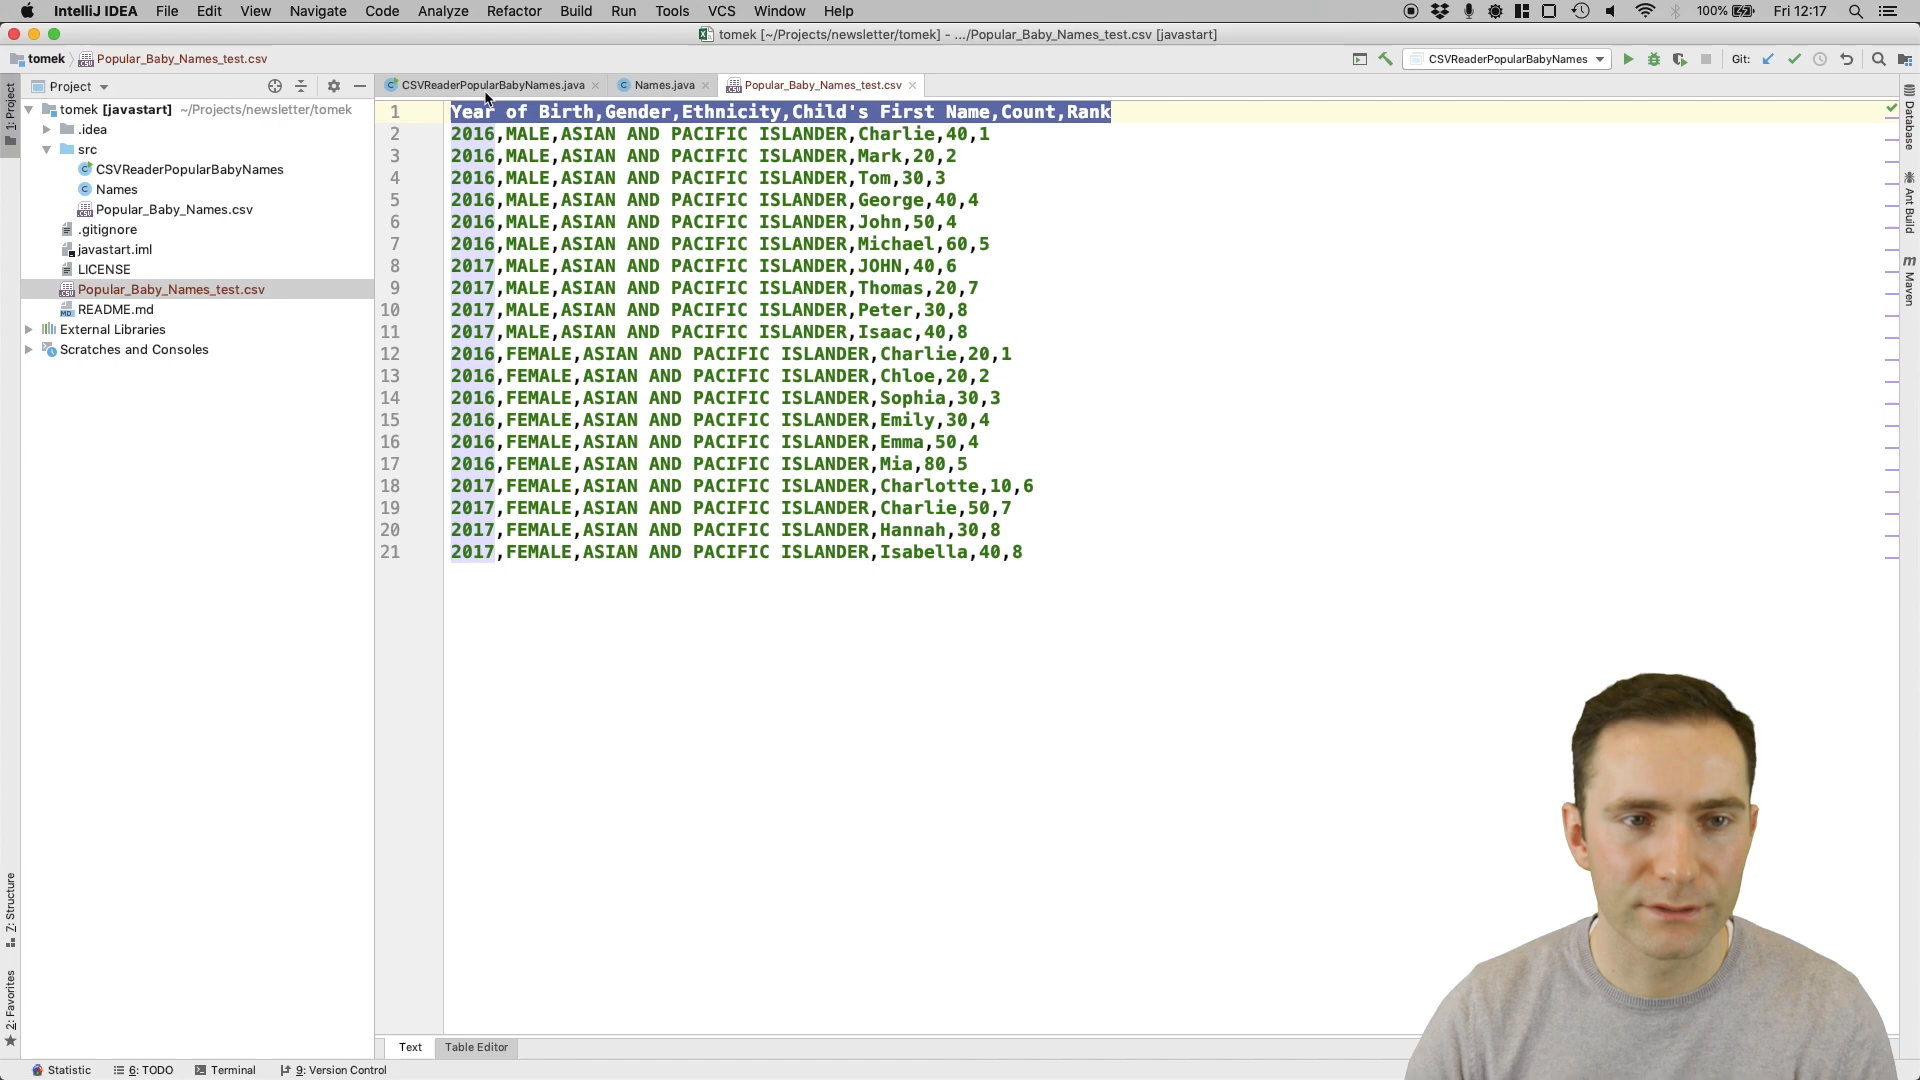 IntelliJ IDEA File Edit View Navigate Code Analyze Refactor Build Run Tools VCS Window Help 100% Fri 12:17
tomek [~/Projects/newsletter/tomek] - .../Popular_Baby_Names_test.csv [javastart]
tomek Popular_Baby_Names_test.csv CSVReaderPopularBabyNames Git:
Project CSVReaderPopularBabyNames.java Names.java Popular_Baby_Names_test.csv
1: Project
tomek [javastart] ~/Projects/newsletter/tomek
.idea
src
CSVReaderPopularBabyNames
Names
Popular_Baby_Names.csv
.gitignore
javastart.iml
LICENSE
Popular_Baby_Names_test.csv
README.md
External Libraries
Scratches and Consoles
1 Year of Birth,Gender,Ethnicity,Child's First Name,Count,Rank
2 2016,MALE,ASIAN AND PACIFIC ISLANDER,Charlie,40,1
3 2016,MALE,ASIAN AND PACIFIC ISLANDER,Mark,20,2
4 2016,MALE,ASIAN AND PACIFIC ISLANDER,Tom,30,3
5 2016,MALE,ASIAN AND PACIFIC ISLANDER,George,40,4
6 2016,MALE,ASIAN AND PACIFIC ISLANDER,John,50,4
7 2016,MALE,ASIAN AND PACIFIC ISLANDER,Michael,60,5
8 2017,MALE,ASIAN AND PACIFIC ISLANDER,JOHN,40,6
9 2017,MALE,ASIAN AND PACIFIC ISLANDER,Thomas,20,7
10 2017,MALE,ASIAN AND PACIFIC ISLANDER,Peter,30,8
11 2017,MALE,ASIAN AND PACIFIC ISLANDER,Isaac,40,8
12 2016,FEMALE,ASIAN AND PACIFIC ISLANDER,Charlie,20,1
13 2016,FEMALE,ASIAN AND PACIFIC ISLANDER,Chloe,20,2
14 2016,FEMALE,ASIAN AND PACIFIC ISLANDER,Sophia,30,3
15 2016,FEMALE,ASIAN AND PACIFIC ISLANDER,Emily,30,4
16 2016,FEMALE,ASIAN AND PACIFIC ISLANDER,Emma,50,4
17 2016,FEMALE,ASIAN AND PACIFIC ISLANDER,Mia,80,5
18 2017,FEMALE,ASIAN AND PACIFIC ISLANDER,Charlotte,10,6
19 2017,FEMALE,ASIAN AND PACIFIC ISLANDER,Charlie,50,7
20 2017,FEMALE,ASIAN AND PACIFIC ISLANDER,Hannah,30,8
21 2017,FEMALE,ASIAN AND PACIFIC ISLANDER,Isabella,40,8
Database
Ant Build
m Maven
Z: Structure
2: Favorites
Text Table Editor
Statistic 6: TODO Terminal 9: Version Control